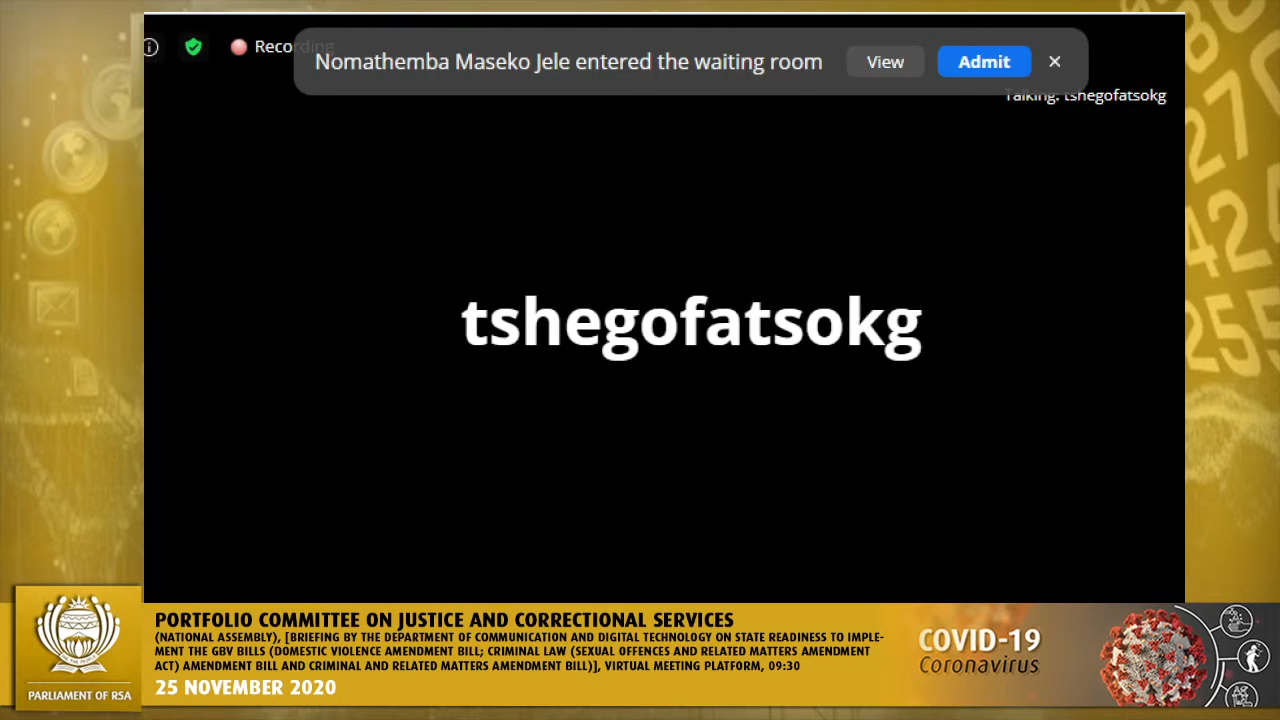 Recording
Nomathemba Maseko Jele entered the waiting room
View
Admit
Talking: tshegofatsokg
tshegofatsokg
PORTFOLIO COMMITTEE ON JUSTICE AND CORRECTIONAL SERVICES
(NATIONAL ASSEMBLY), [BRIEFING BY THE DEPARTMENT OF COMMUNICATION AND DIGITAL TECHNOLOGY ON STATE READINESS TO IMPLE-
MENT THE GBV BILLS (DOMESTIC VIOLENCE AMENDMENT BILL; CRIMINAL LAW (SEXUAL OFFENCES AND RELATED MATTERS AMENDMENT
ACT) AMENDMENT BILL AND CRIMINAL AND RELATED MATTERS AMENDMENT BILL)], VIRTUAL MEETING PLATFORM, 09:30
25 NOVEMBER 2020
PARLIAMENT OF RSA
COVID-19
Coronavirus
27
42
255